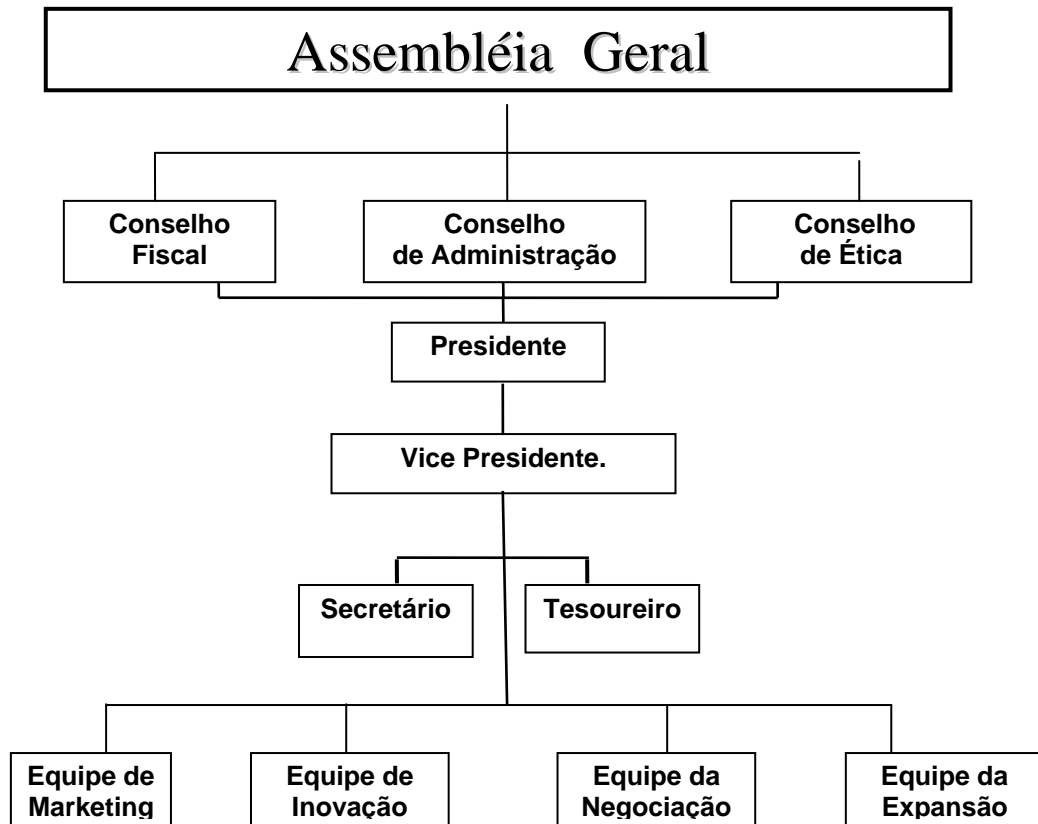 Assembléia Geral
Conselho
Fiscal
Conselho
de Administração
Conselho
de Ética
Presidente
Vice Presidente.
Secretário
Tesoureiro
Equipe de
Marketing
Equipe de
Inovação
Equipe da
Negociação
Equipe da
Expansão